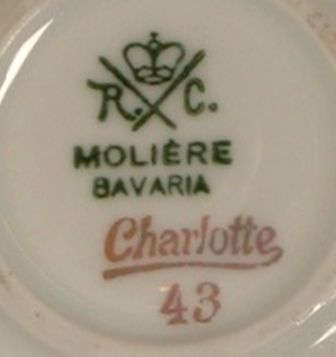 R. C.
MOLIÈRE
BAVARIA
Charlotte
43